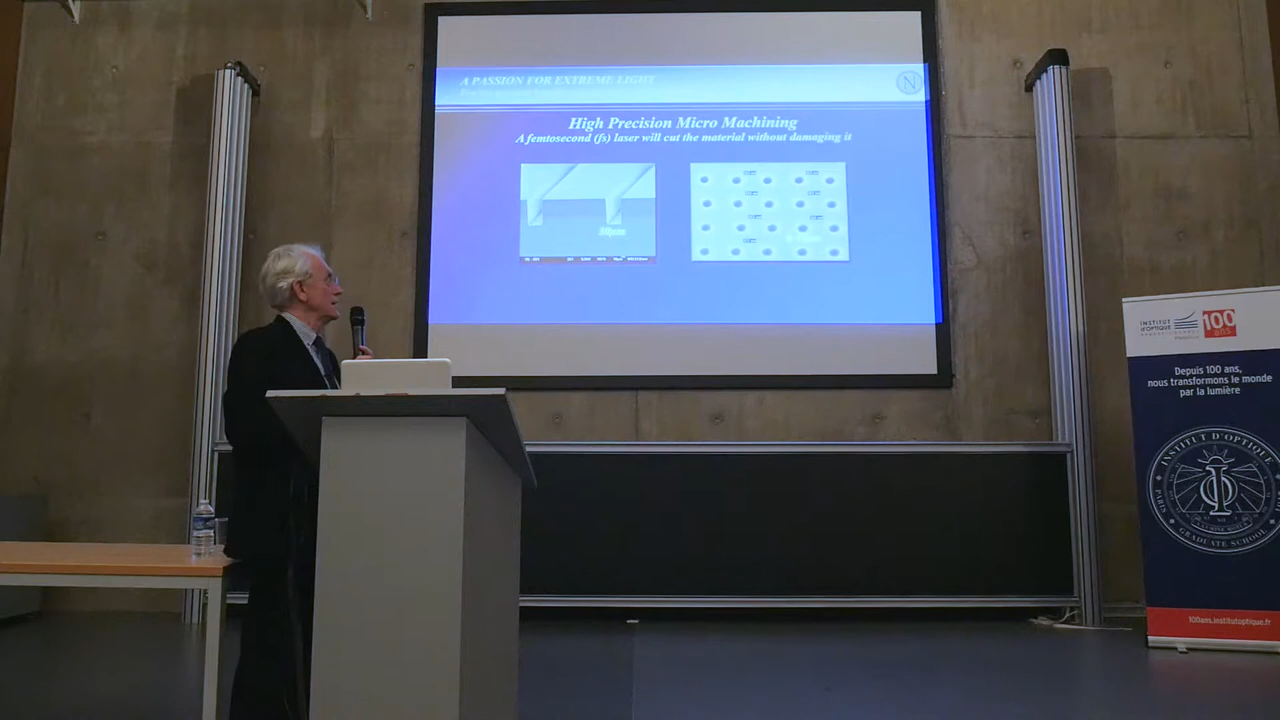 A PASSION FOR EXTREME LIGHT
N
High Precision Micro Machining
A femtosecond (fs) laser will cut the material without damaging it
INSTITUT
d'OPTIQUE
100
ans
Depuis 100 ans,
nous transformons le monde
par la lumière
INSTITUT D'OPTIQUE
PARIS
GRADUATE SCHOOL
100ans.institutoptique.fr